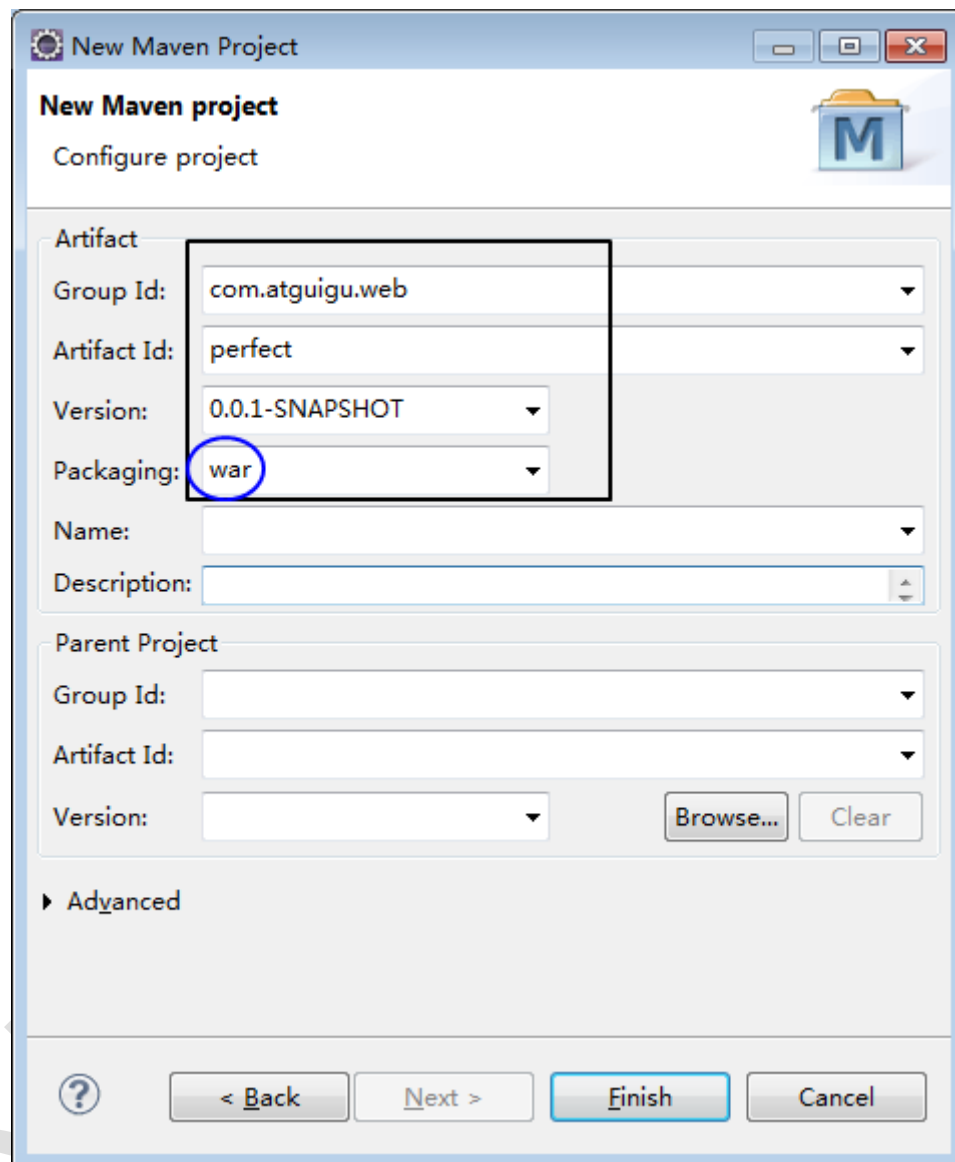 New Maven Project
New Maven project
Configure project
M
Artifact
Group Id: com.atguigu.web
Artifact Id: perfect
Version: 0.0.1-SNAPSHOT
Packaging: war
Name:
Description:
Parent Project
Group Id:
Artifact Id:
Version: Browse... Clear
Advanced
? < Back Next > Finish Cancel